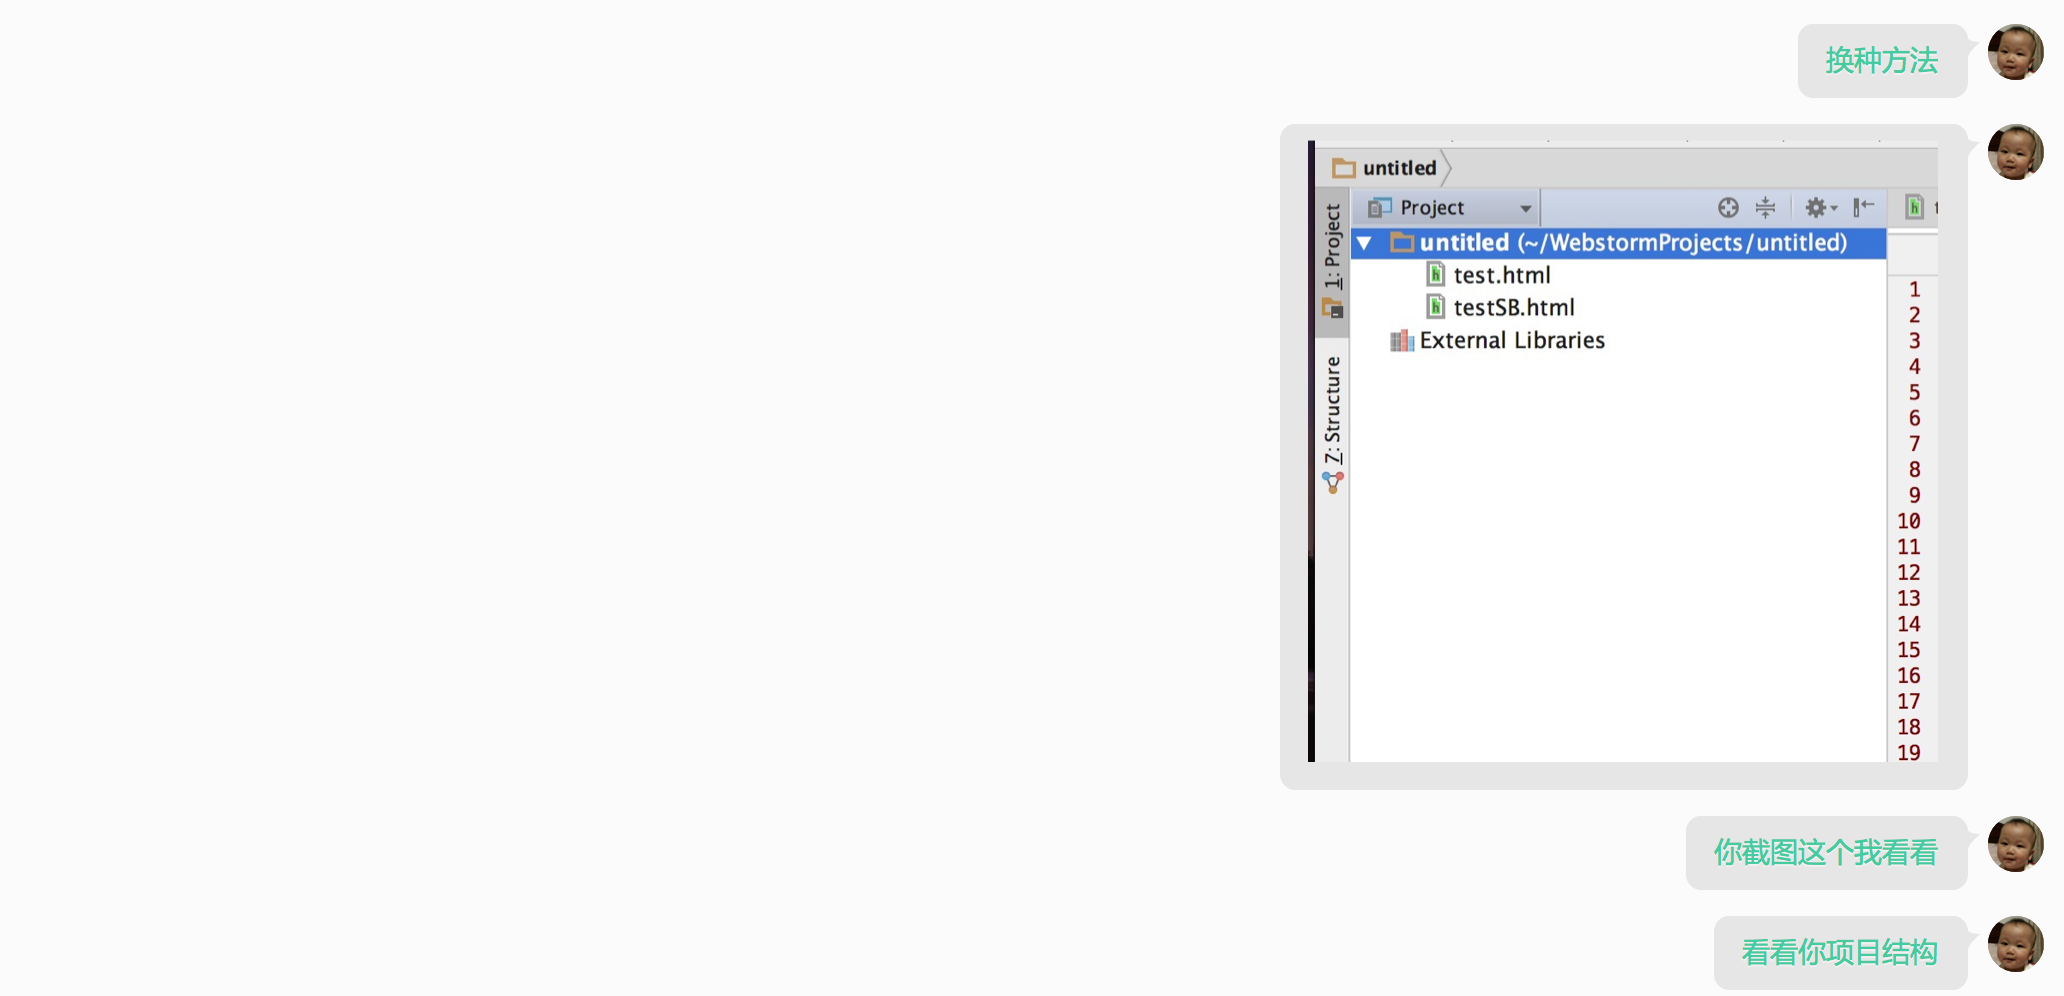 换种方法
untitled
Project
1: Project
untitled (~/WebstormProjects/untitled)
test.html
testSB.html
External Libraries
7: Structure
1
2
3
4
5
6
7
8
9
10
11
12
13
14
15
16
17
18
19
你截图这个我看看
看看你项目结构